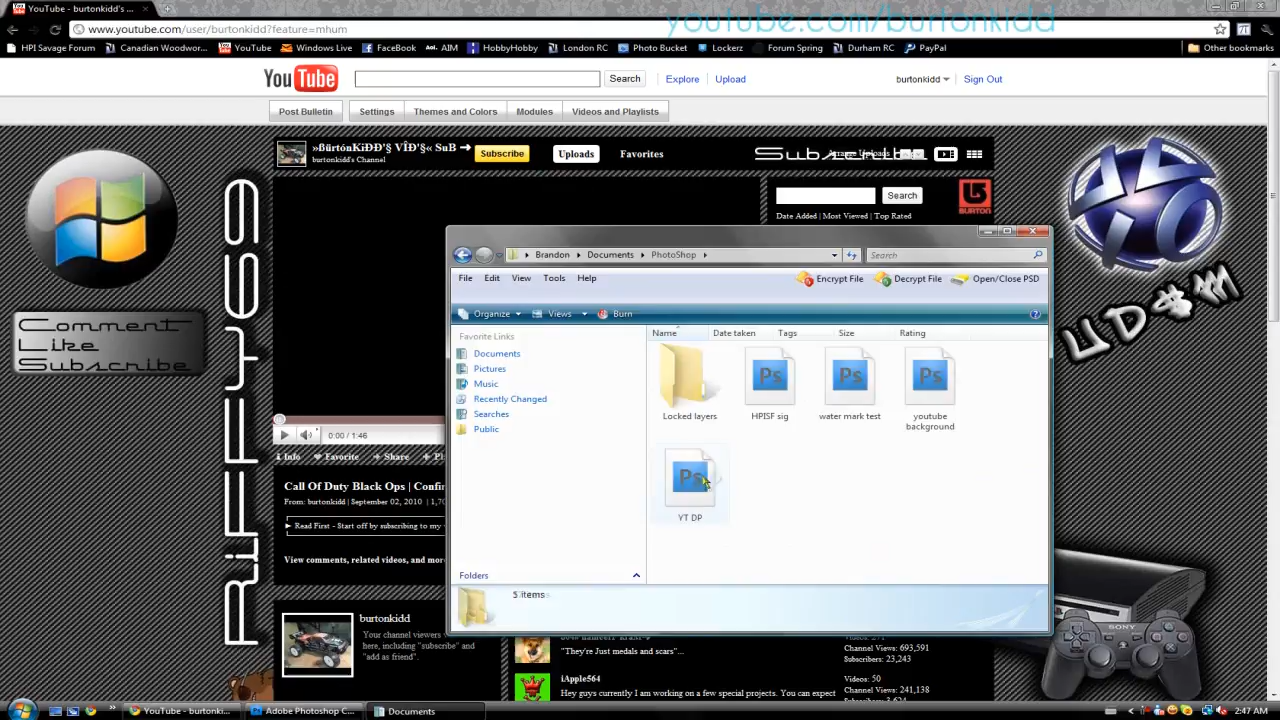 YouTube - burtonkidd's ...
youtube.com/burtonkidd
www.youtube.com/user/burtonkidd?feature=mhum
HPI Savage Forum
Canadian Woodwor...
YouTube
Windows Live
FaceBook
Aol. AIM
HobbyHobby
London RC
Photo Bucket
Lockerz
Forum Spring
Durham RC
PayPal
Other bookmarks
YouTube
Search
Explore
Upload
burtonkidd
Sign Out
Post Bulletin
Settings
Themes and Colors
Modules
Videos and Playlists
burtonkidd's Channel
Subscribe
Uploads
Favorites
Subscribe
Search
BURTON
Date Added | Most Viewed | Top Rated
Brandon
Documents
PhotoShop
Search
File
Edit
View
Tools
Help
Encrypt File
Decrypt File
Open/Close PSD
Organize
Views
Burn
Favorite Links
Name
Date taken
Tags
Size
Rating
Documents
Pictures
Music
Recently Changed
Searches
Public
Ps
Ps
Ps
Locked layers
HPISF sig
water mark test
youtube
background
Ps
YT DP
Folders
5 items
Comment
Like
Subscribe
0:00 / 1:46
Info
Favorite
Share
Call Of Duty Black Ops | Confi
From: burtonkidd | September 02, 2010 | 1,70
Read First - Start off by subscribing to my
View comments, related videos, and mor
burtonkidd
Your channel viewers
here, including "subscribe" and
"add as friend".
"They're Just medals and scars"...
Channel Views: 693,591
Subscribers: 23,243
iApple564
Hey guys currently I am working on a few special projects. You can expect
Videos: 50
Channel Views: 241,138
SONY
YouTube - burtonki...
Adobe Photoshop C...
Documents
2:47 AM